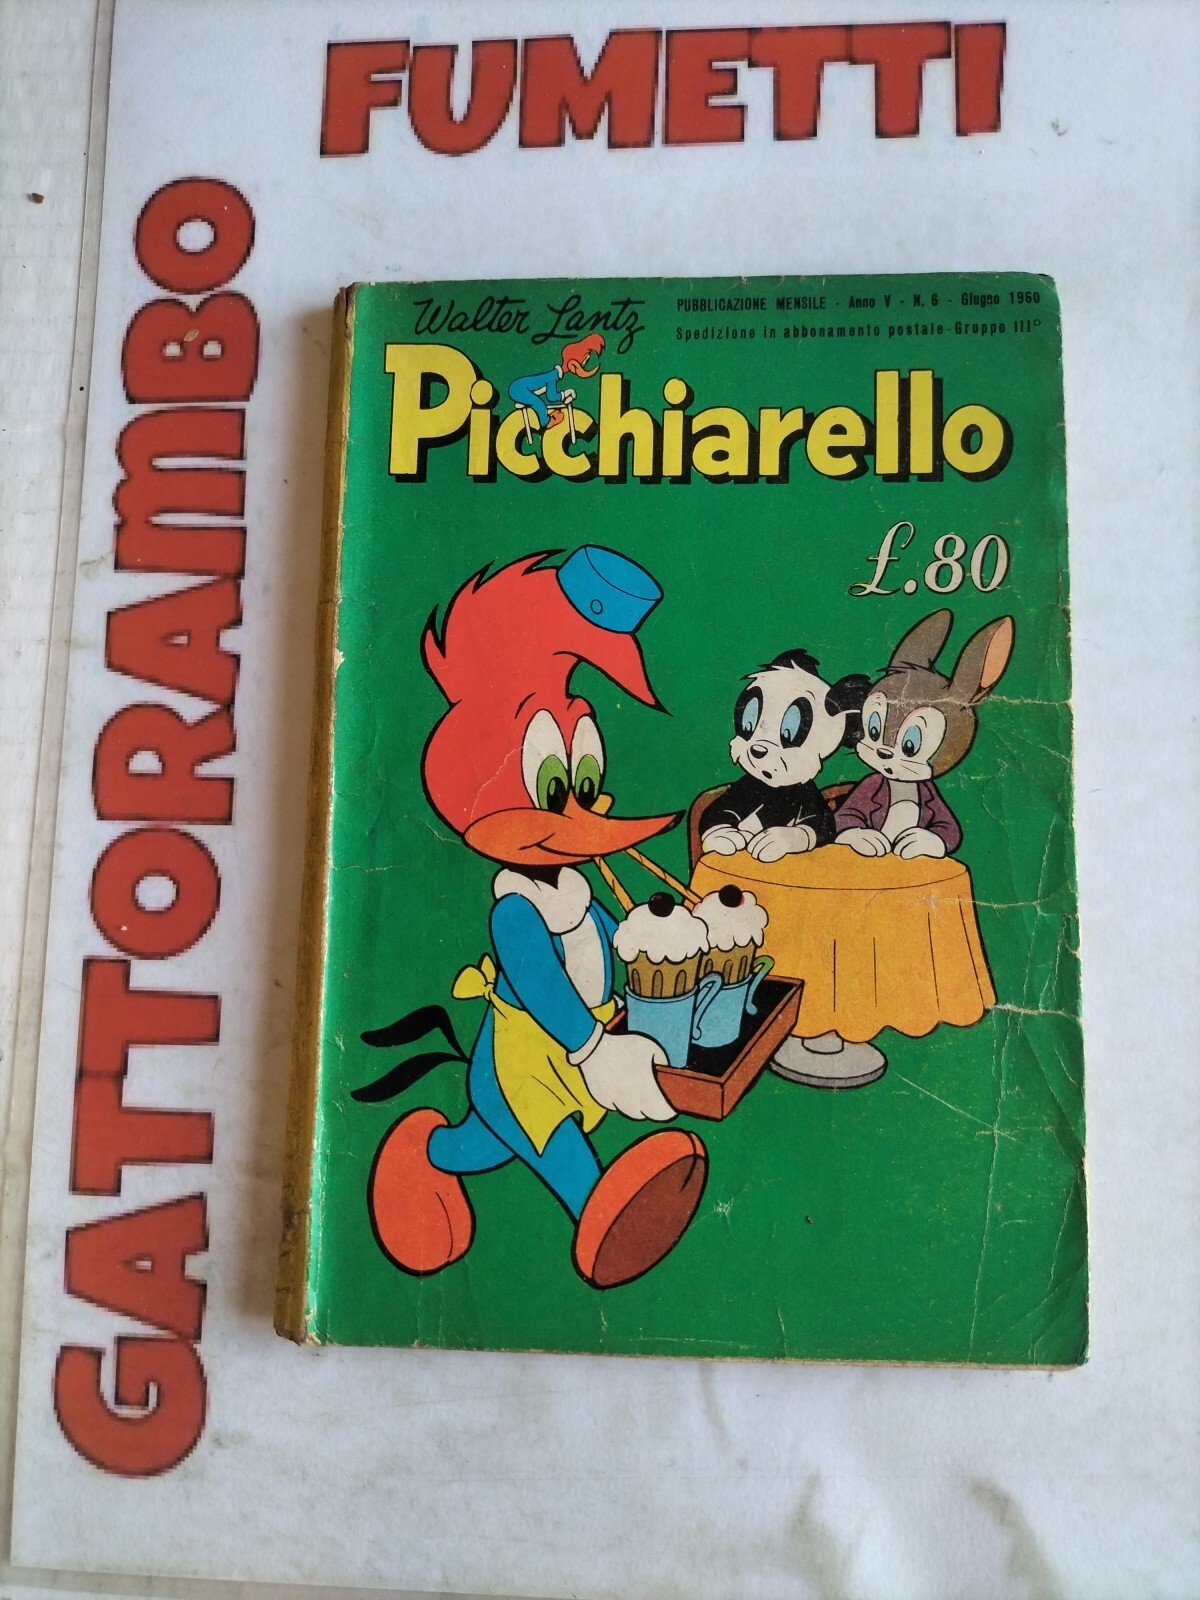 FUMETTI
GATTORAMBO
Walter Lantz
PUBBLICAZIONE MENSILE - Anno V - N. 6 - Giugno 1960
Spedizione in abbonamento postale - Gruppo III°
Picchiarello
£.80